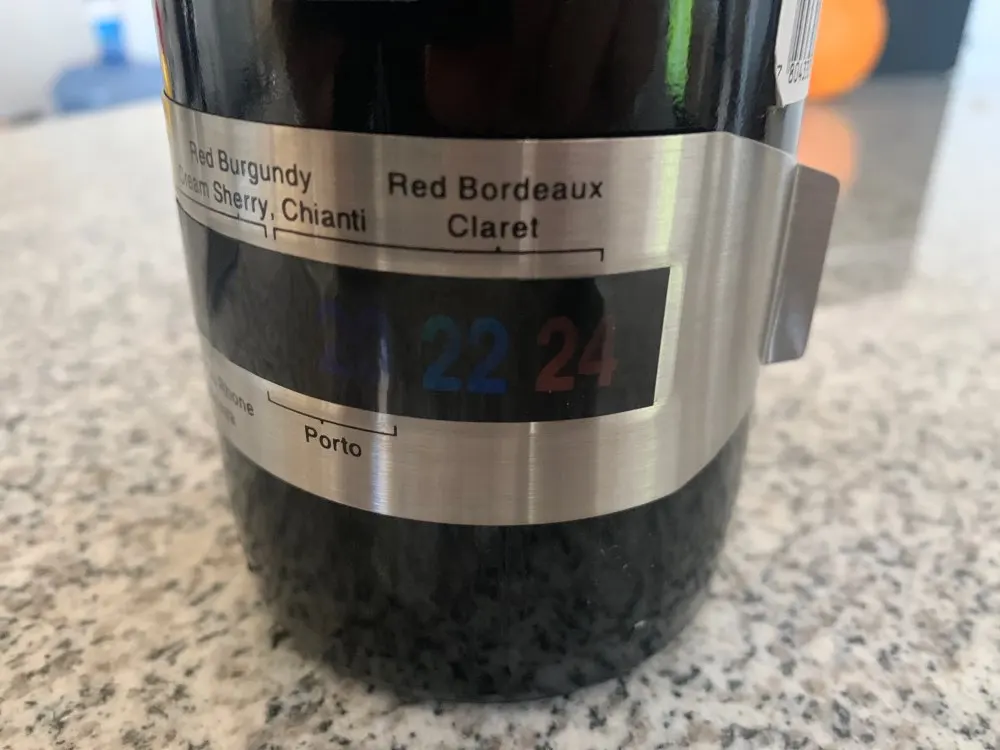 Red Burgundy
Cream Sherry, Chianti
Red Bordeaux
Claret
22 24
Porto